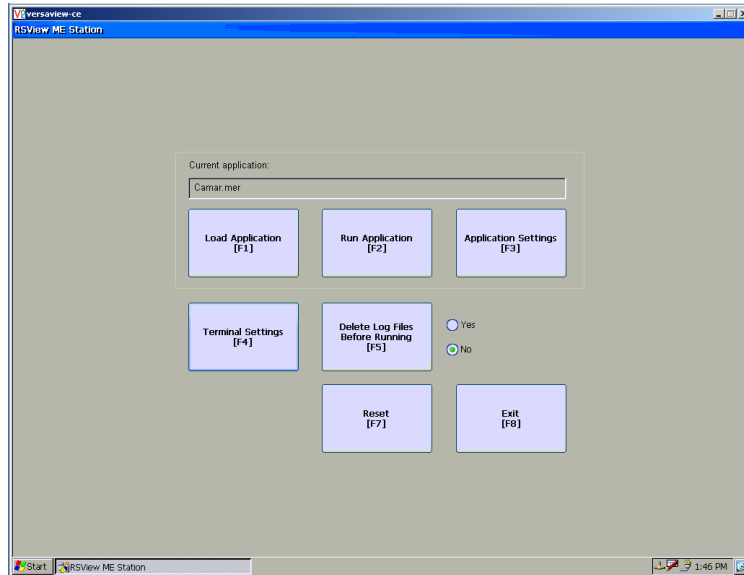 versaview-ce
RSView ME Station
Current application:
Camar.mer
Load Application
[F1]
Run Application
[F2]
Application Settings
[F3]
Terminal Settings
[F4]
Delete Log Files
Before Running
[F5]
Yes
No
Reset
[F7]
Exit
[F8]
Start
RSView ME Station
1:46 PM